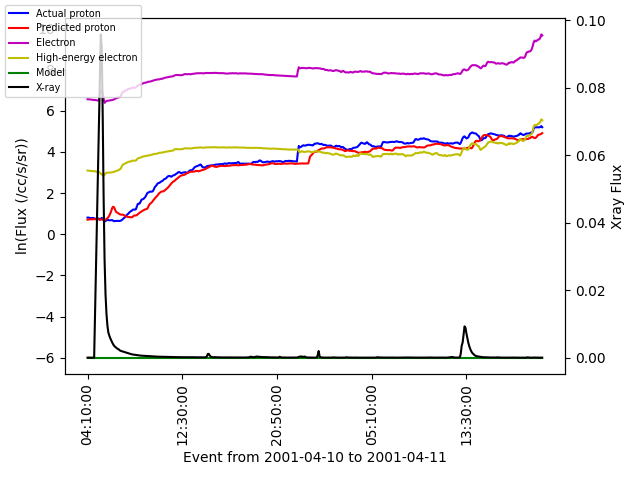 Actual proton
Predicted proton
Electron
High-energy electron
Model
X-ray
10
8
6
4
2
0
−2
−4
−6
ln(Flux (/cc/s/sr))
0.10
0.08
0.06
0.04
0.02
0.00
Xray Flux
04:10:00
12:30:00
20:50:00
05:10:00
13:30:00
Event from 2001-04-10 to 2001-04-11